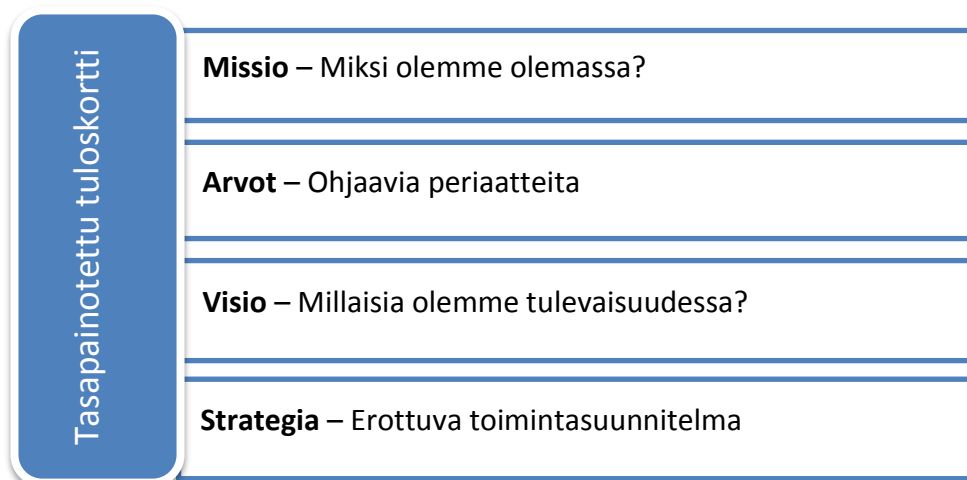 Tasapainotettu tuloskortti
Missio – Miksi olemme olemassa?
Arvot – Ohjaavia periaatteita
Visio – Millaisia olemme tulevaisuudessa?
Strategia – Erottuva toimintasuunnitelma